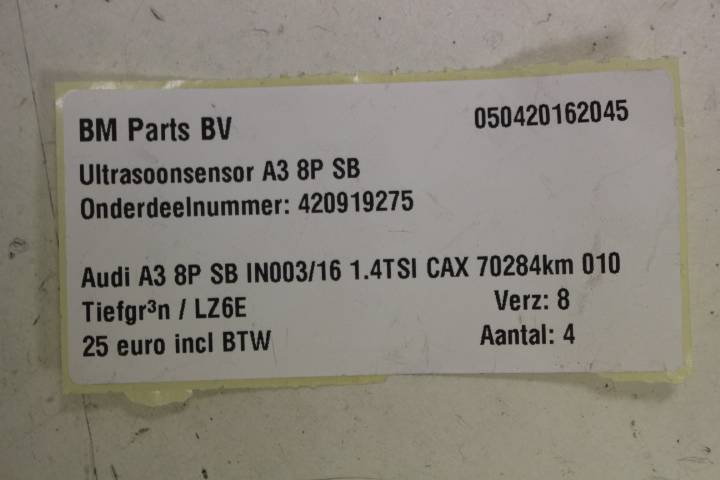 BM Parts BV 050420162045
Ultrasoonsensor A3 8P SB
Onderdeelnummer: 420919275
Audi A3 8P SB IN003/16 1.4TSI CAX 70284km 010
Tiefgr³n / LZ6E Verz: 8
25 euro incl BTW Aantal: 4